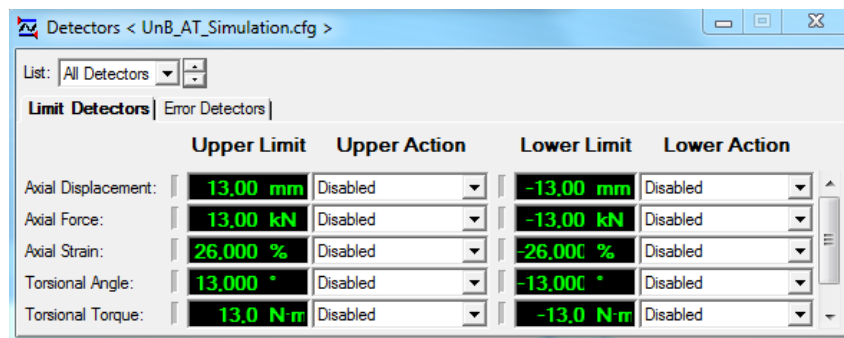 Detectors < UnB_AT_Simulation.cfg >
List: All Detectors
Limit Detectors Error Detectors
Upper Limit Upper Action Lower Limit Lower Action
Axial Displacement: 13,00 mm Disabled -13,00 mm Disabled
Axial Force: 13,00 kN Disabled -13,00 kN Disabled
Axial Strain: 26,000 % Disabled -26,000 % Disabled
Torsional Angle: 13,000 ° Disabled -13,000 ° Disabled
Torsional Torque: 13,0 N·m Disabled -13,0 N·m Disabled